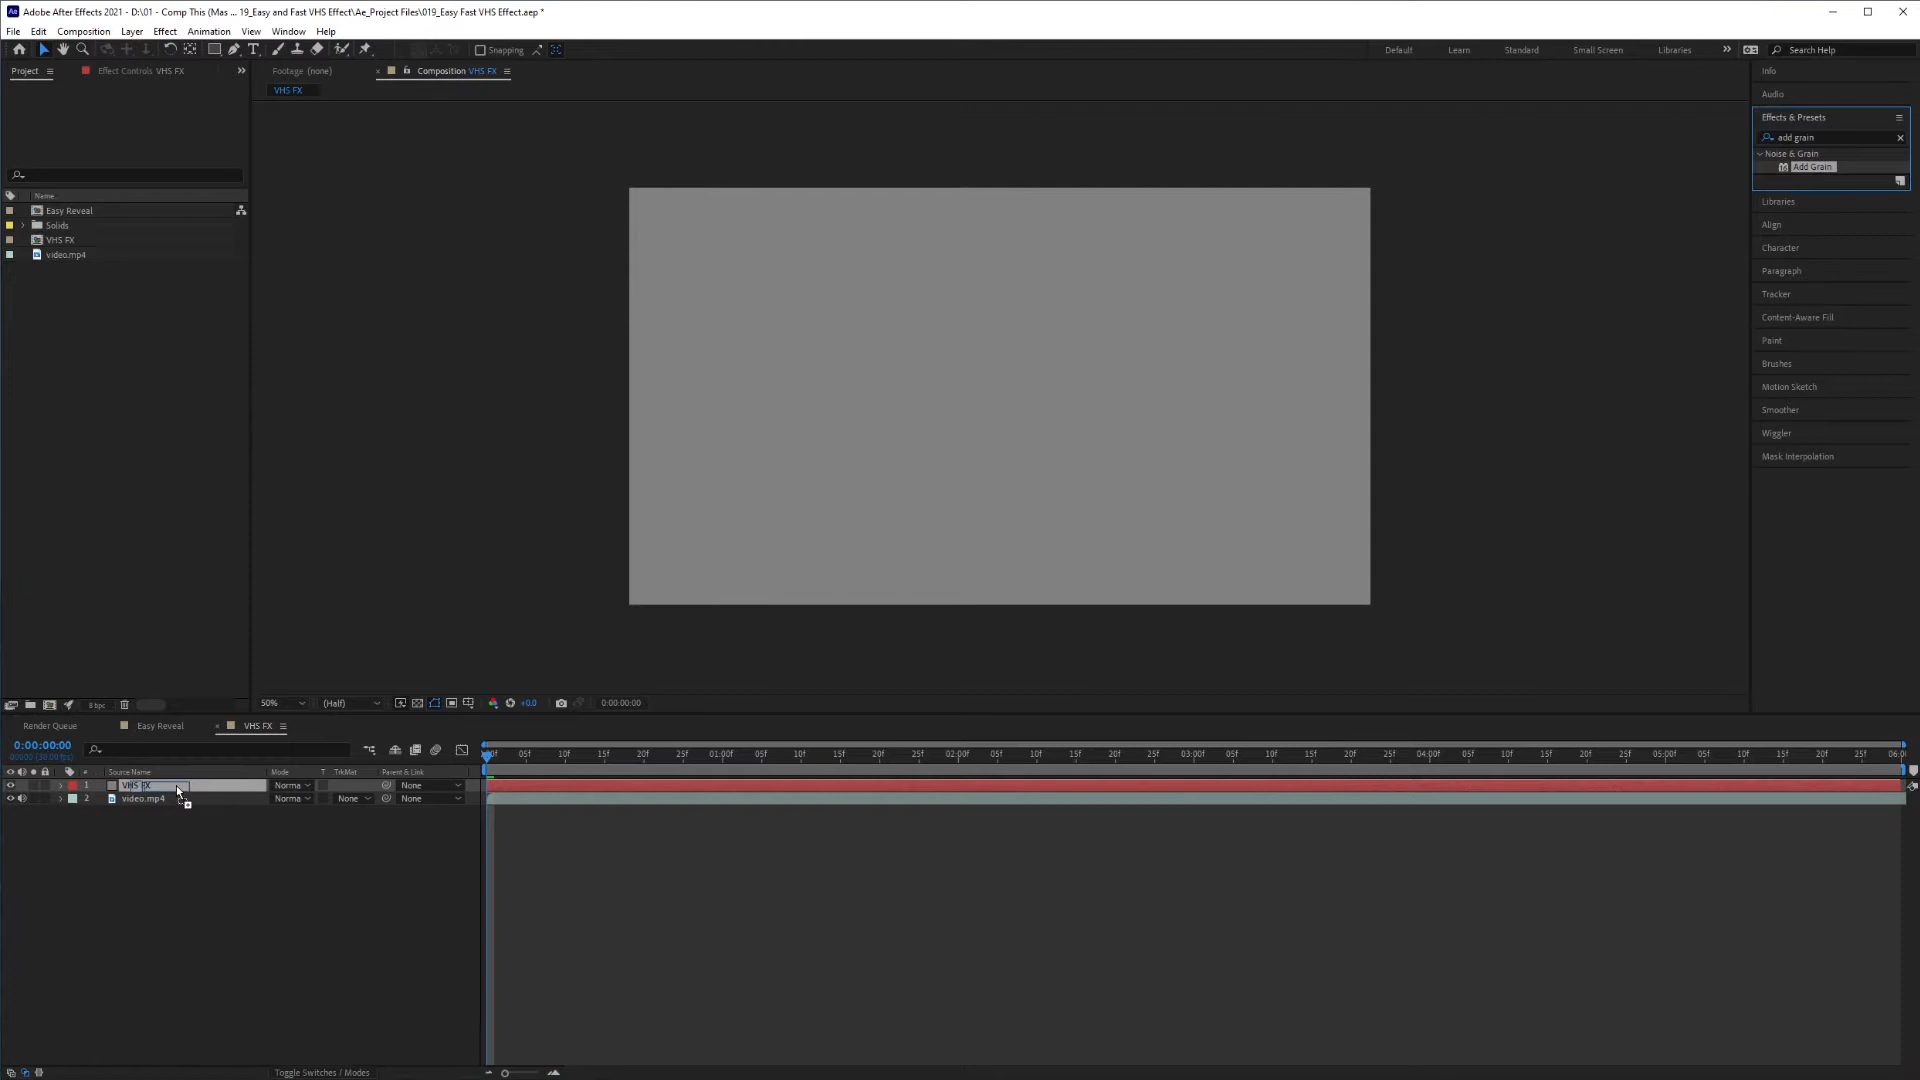 Adobe After Effects 2021 - D:\01 - Comp This (Mas ... 19_Easy and Fast VHS Effect\Ae_Project Files\019_Easy Fast VHS Effect.aep *
File Edit Composition Layer Effect Animation View Window Help
Snapping Default Learn Standard Small Screen Libraries Search Help
Project Effect Controls VHS FX Footage (none) Composition VHS FX Info
VHS FX Audio
Effects & Presets
add grain
Noise & Grain
Add Grain
Name
Easy Reveal
Solids
VHS FX
video.mp4
Libraries
Align
Character
Paragraph
Tracker
Content-Aware Fill
Paint
Brushes
Motion Sketch
Smoother
Wiggler
Mask Interpolation
8 bpc 50% (Half) +0.0 0:00:00:00
Render Queue Easy Reveal VHS FX
0:00:00:00
05f 10f 15f 20f 25f 01:00f 05f 10f 15f 20f 25f 02:00f 05f 10f 15f 20f 25f 03:00f 05f 10f 15f 20f 25f 04:00f 05f 10f 15f 20f 25f 05:00f 05f 10f 15f 20f 25f
# Source Name Mode T TrkMat Parent & Link
1 VHS FX Norma None
2 video.mp4 Norma None None
Toggle Switches / Modes